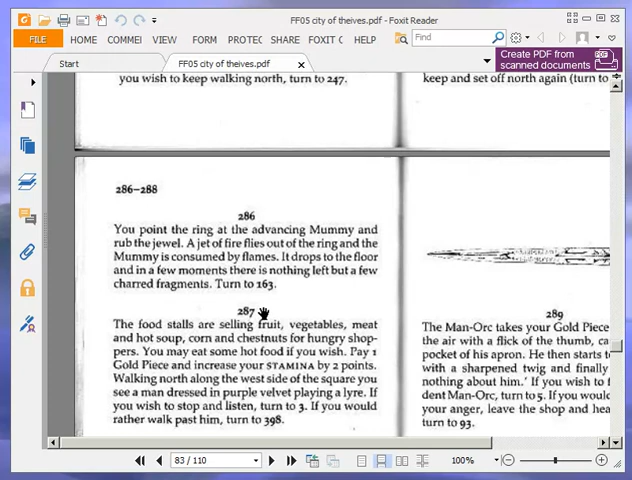 FF05 city of theives.pdf - Foxit Reader
FILE
HOME
COMMEI
VIEW
FORM
PROTEC
SHARE
FOXIT C
HELP
Find
Start
FF05 city of theives.pdf
Create PDF from
scanned documents
you wish to keep walking north, turn to 247.
keep and set off north again (turn to
286–288
286
You point the ring at the advancing Mummy and
rub the jewel. A jet of fire flies out of the ring and the
Mummy is consumed by flames. It drops to the floor
and in a few moments there is nothing left but a few
charred fragments. Turn to 163.
287
The food stalls are selling fruit, vegetables, meat
and hot soup, corn and chestnuts for hungry shop-
pers. You may eat some hot food if you wish. Pay 1
Gold Piece and increase your STAMINA by 2 points.
Walking north along the west side of the square you
see a man dressed in purple velvet playing a lyre. If
you wish to stop and listen, turn to 3. If you would
rather walk past him, turn to 398.
289
The Man-Orc takes your Gold Piece
the air with a flick of the thumb, ca
pocket of his apron. He then starts t
with a sharpened twig and finally
nothing about him.' If you wish to f
dent Man-Orc, turn to 5. If you would
your anger, leave the shop and hea
turn to 93.
83 / 110
100%